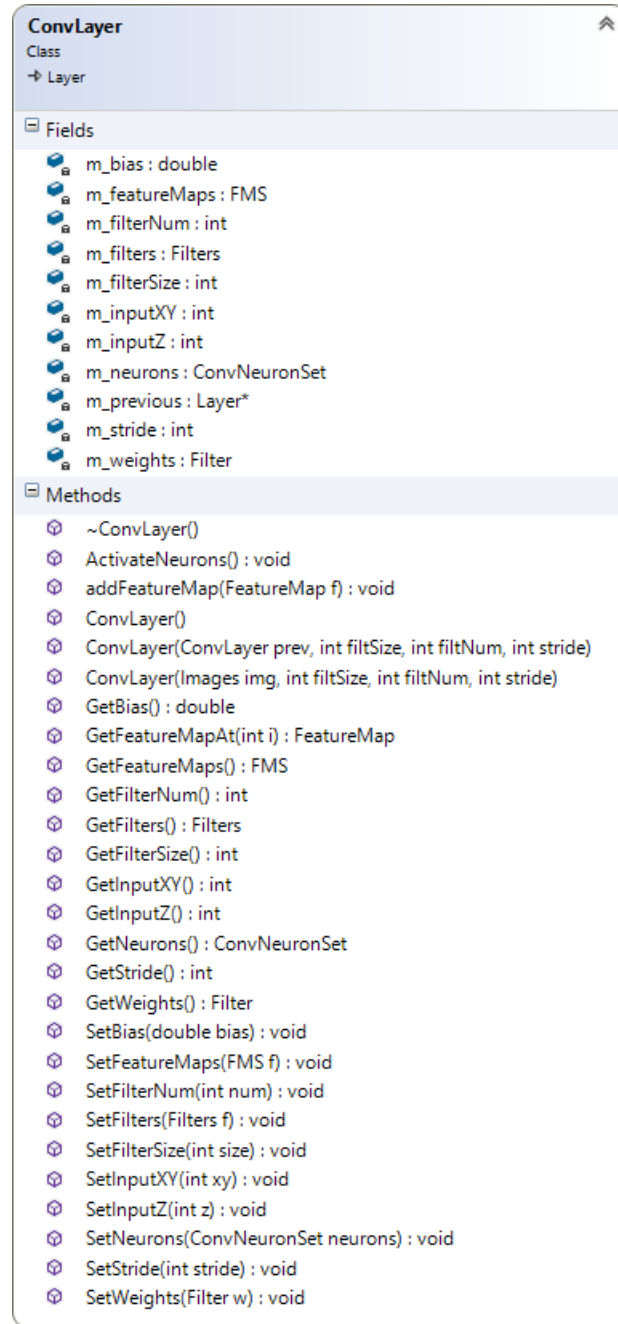 ConvLayer
Class
Layer
Fields
m_bias : double
m_featureMaps : FMS
m_filterNum : int
m_filters : Filters
m_filterSize : int
m_inputXY : int
m_inputZ : int
m_neurons : ConvNeuronSet
m_previous : Layer*
m_stride : int
m_weights : Filter
Methods
~ConvLayer()
ActivateNeurons() : void
addFeatureMap(FeatureMap f) : void
ConvLayer()
ConvLayer(ConvLayer prev, int filtSize, int filtNum, int stride)
ConvLayer(Images img, int filtSize, int filtNum, int stride)
GetBias() : double
GetFeatureMapAt(int i) : FeatureMap
GetFeatureMaps() : FMS
GetFilterNum() : int
GetFilters() : Filters
GetFilterSize() : int
GetInputXY() : int
GetInputZ() : int
GetNeurons() : ConvNeuronSet
GetStride() : int
GetWeights() : Filter
SetBias(double bias) : void
SetFeatureMaps(FMS f) : void
SetFilterNum(int num) : void
SetFilters(Filters f) : void
SetFilterSize(int size) : void
SetInputXY(int xy) : void
SetInputZ(int z) : void
SetNeurons(ConvNeuronSet neurons) : void
SetStride(int stride) : void
SetWeights(Filter w) : void